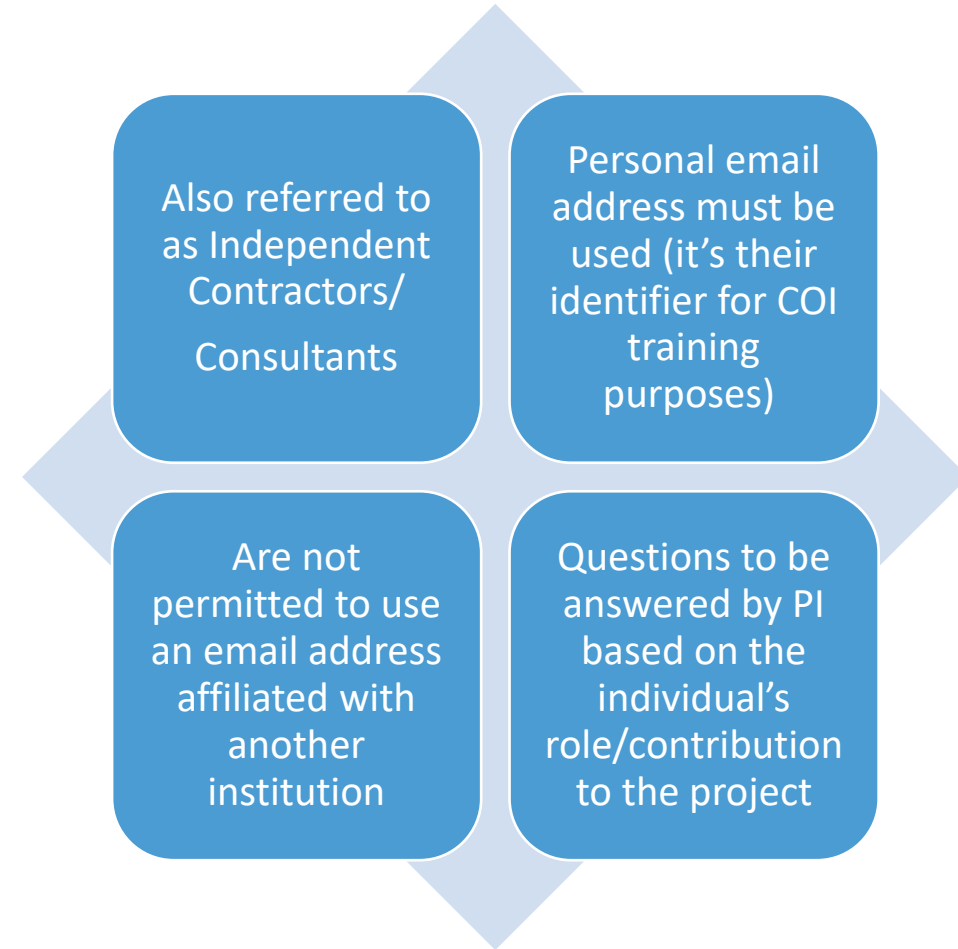 Also referred to
as Independent
Contractors/
Consultants
Personal email
address must be
used (it’s their
identifier for COI
training
purposes)
Are not
permitted to use
an email address
affiliated with
another
institution
Questions to be
answered by PI
based on the
individual’s
role/contribution
to the project